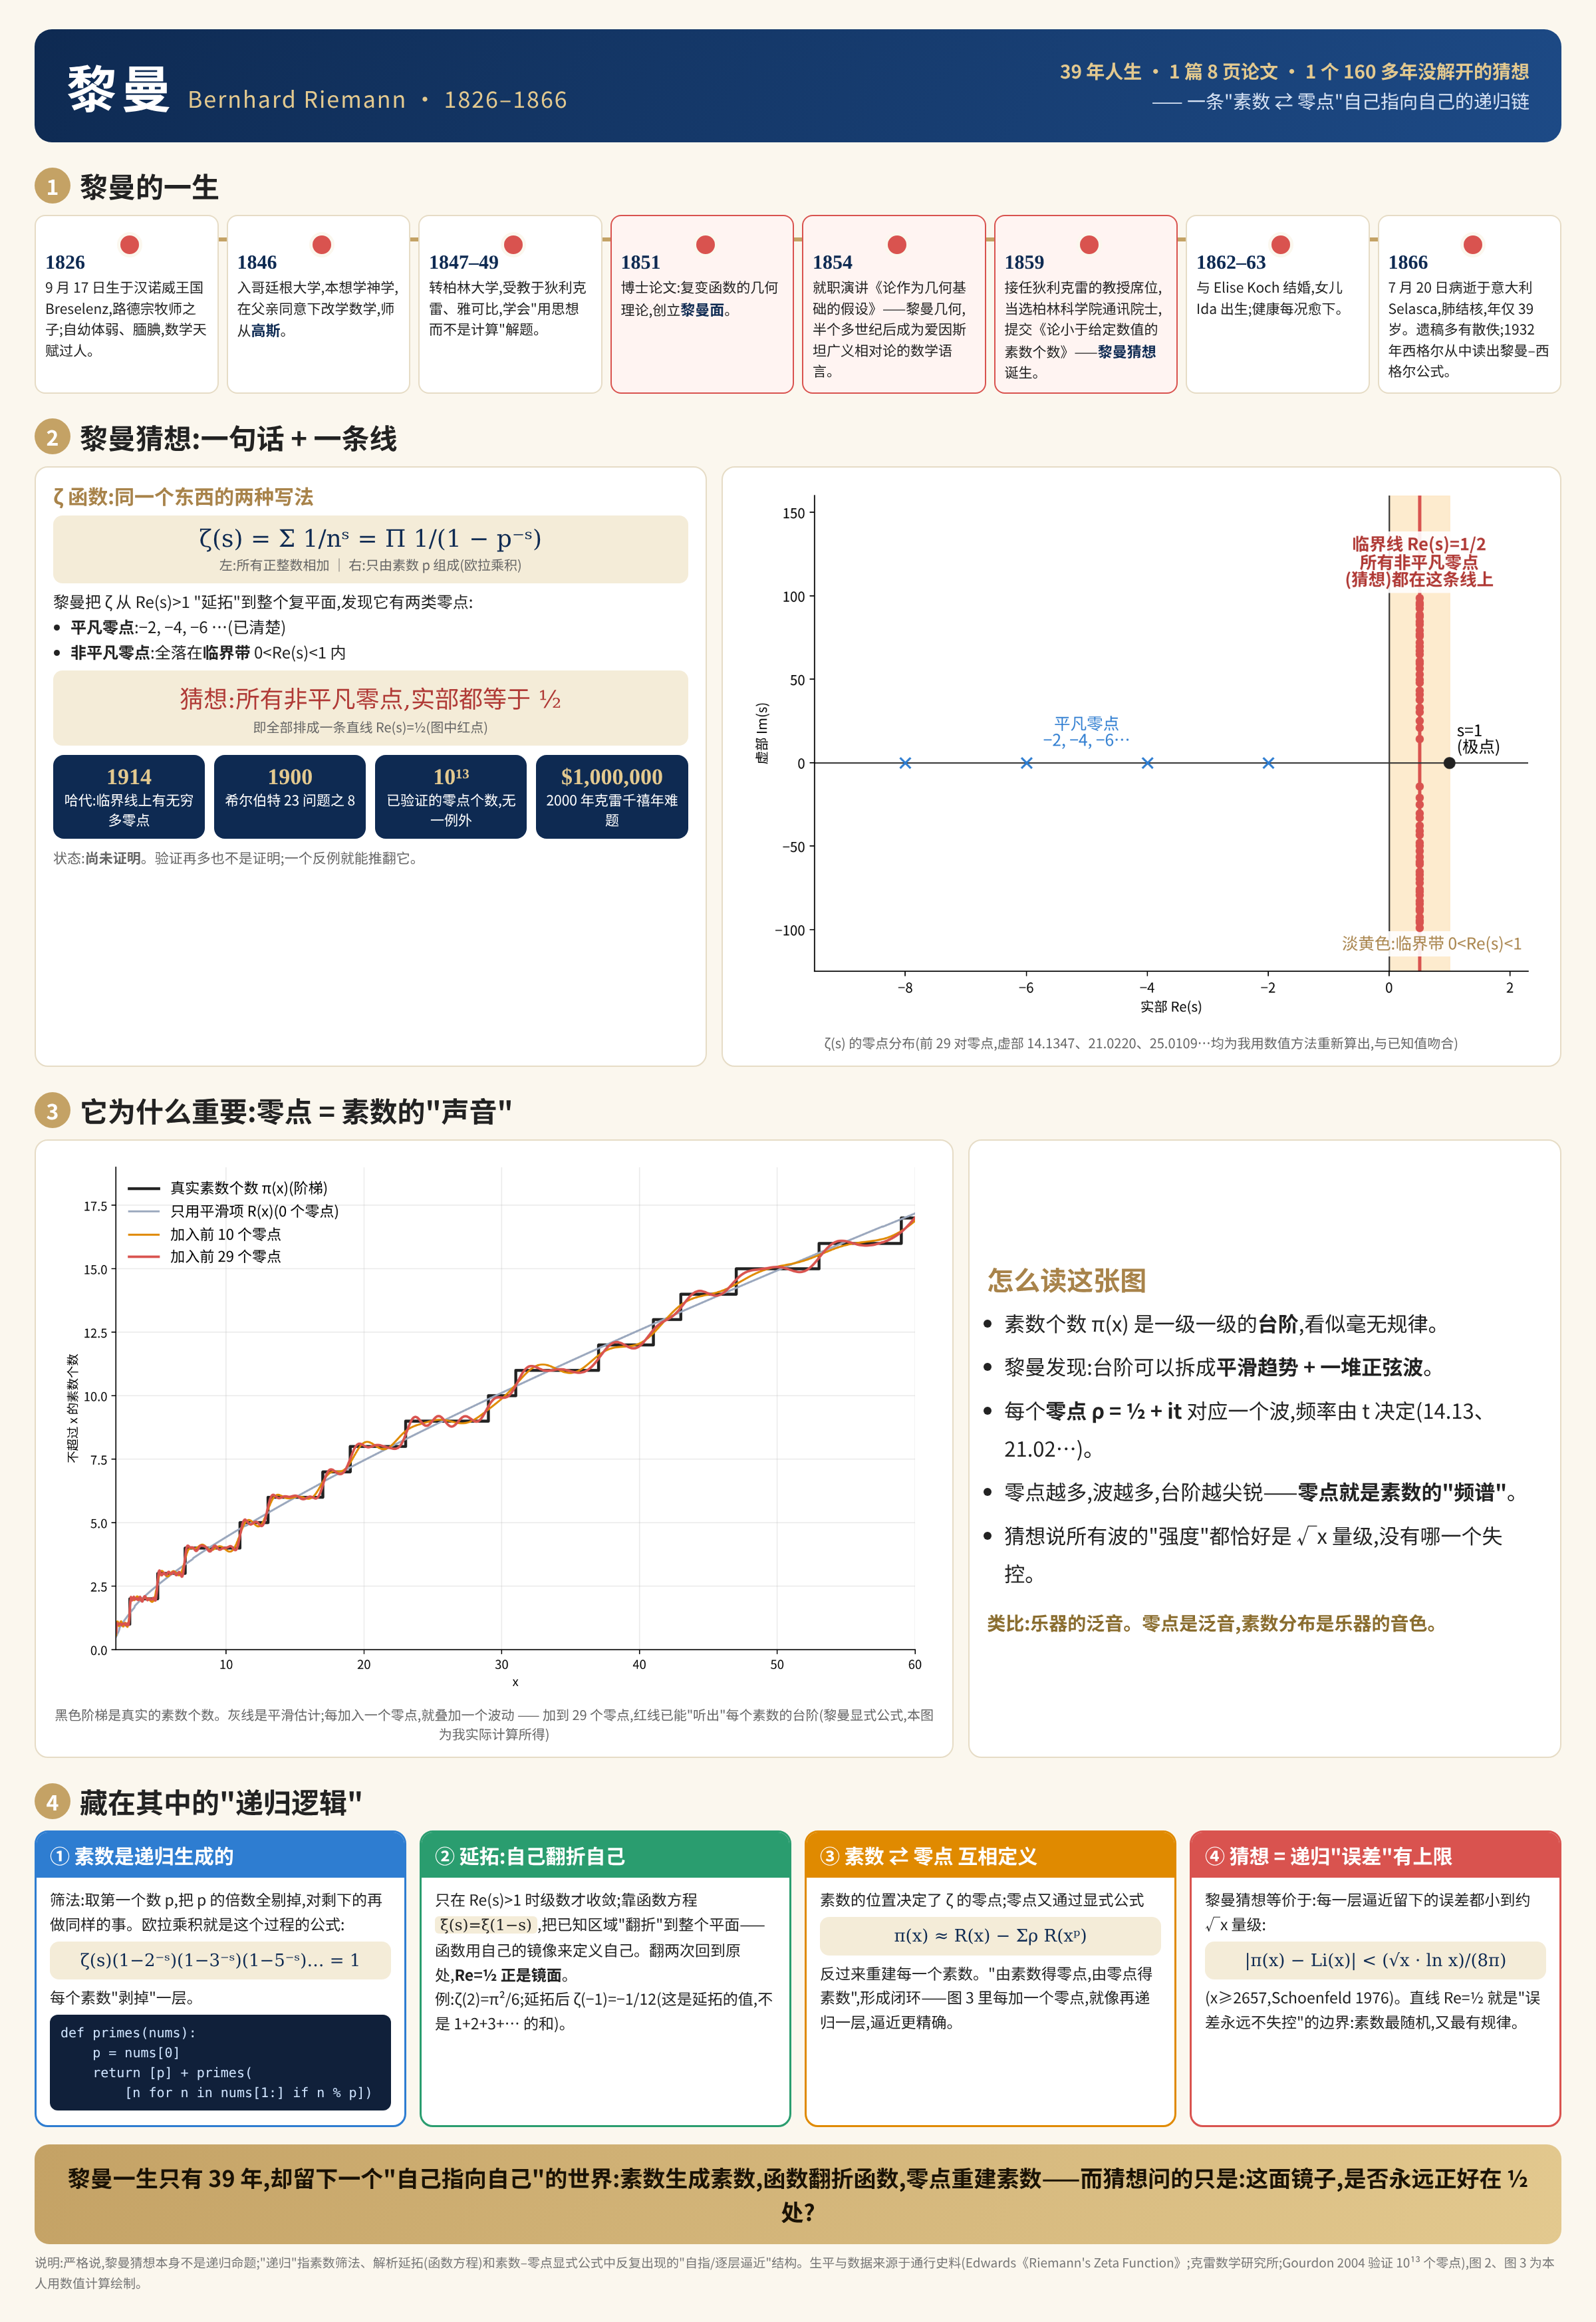 黎曼 Bernhard Riemann · 1826–1866
39 年人生 · 1 篇 8 页论文 · 1 个 160 多年没解开的猜想
—— 一条"素数 ⇄ 零点"自己指向自己的递归链
1 黎曼的一生
1826
9 月 17 日生于汉诺威王国
Breselenz,路德宗牧师之
子;自幼体弱、腼腆,数学天
赋过人。
1846
入哥廷根大学,本想学神学,
在父亲同意下改学数学,师
从高斯。
1847–49
转柏林大学,受教于狄利克
雷、雅可比,学会"用思想
而不是计算"解题。
1851
博士论文:复变函数的几何
理论,创立黎曼面。
1854
就职演讲《论作为几何基
础的假设》——黎曼几何,
半个多世纪后成为爱因斯
坦广义相对论的数学语
言。
1859
接任狄利克雷的教授席位,
当选柏林科学院通讯院士,
提交《论小于给定数值的
素数个数》——黎曼猜想
诞生。
1862–63
与 Elise Koch 结婚,女儿
Ida 出生;健康每况愈下。
1866
7 月 20 日病逝于意大利
Selasca,肺结核,年仅 39
岁。遗稿多有散佚;1932
年西格尔从中读出黎曼–西
格尔公式。
2 黎曼猜想:一句话 + 一条线
ζ 函数:同一个东西的两种写法
ζ(s) = Σ 1/nˢ = Π 1/(1 − p⁻ˢ)
左:所有正整数相加 ｜ 右:只由素数 p 组成(欧拉乘积)
黎曼把 ζ 从 Re(s)>1 "延拓"到整个复平面,发现它有两类零点:
• 平凡零点:−2, −4, −6 …(已清楚)
• 非平凡零点:全落在临界带 0<Re(s)<1 内
猜想:所有非平凡零点,实部都等于 ½
即全部排成一条直线 Re(s)=½(图中红点)
1914
哈代:临界线上有无穷
多零点
1900
希尔伯特 23 问题之 8
10¹³
已验证的零点个数,无
一例外
$1,000,000
2000 年克雷千禧年难
题
状态:尚未证明。验证再多也不是证明;一个反例就能推翻它。
150
100
50
0
−50
−100
虚部 Im(s)
临界线 Re(s)=1/2
所有非平凡零点
(猜想)都在这条线上
平凡零点
−2, −4, −6…
s=1
(极点)
淡黄色:临界带 0<Re(s)<1
−8
−6
−4
−2
0
2
实部 Re(s)
ζ(s) 的零点分布(前 29 对零点,虚部 14.1347、21.0220、25.0109…均为我用数值方法重新算出,与已知值吻合)
3 它为什么重要:零点 = 素数的"声音"
真实素数个数 π(x)(阶梯)
只用平滑项 R(x)(0 个零点)
加入前 10 个零点
加入前 29 个零点
17.5
15.0
12.5
10.0
7.5
5.0
2.5
0.0
不超过 x 的素数个数
10
20
30
40
50
60
x
黑色阶梯是真实的素数个数。灰线是平滑估计;每加入一个零点,就叠加一个波动 —— 加到 29 个零点,红线已能"听出"每个素数的台阶(黎曼显式公式,本图
为我实际计算所得)
怎么读这张图
• 素数个数 π(x) 是一级一级的台阶,看似毫无规律。
• 黎曼发现:台阶可以拆成平滑趋势 + 一堆正弦波。
• 每个零点 ρ = ½ + it 对应一个波,频率由 t 决定(14.13、
21.02…)。
• 零点越多,波越多,台阶越尖锐——零点就是素数的"频谱"。
• 猜想说所有波的"强度"都恰好是 √x 量级,没有哪一个失
控。
类比:乐器的泛音。零点是泛音,素数分布是乐器的音色。
4 藏在其中的"递归逻辑"
① 素数是递归生成的
筛法:取第一个数 p,把 p 的倍数全剔掉,对剩下的再
做同样的事。欧拉乘积就是这个过程的公式:
ζ(s)(1−2⁻ˢ)(1−3⁻ˢ)(1−5⁻ˢ)… = 1
每个素数"剥掉"一层。
def primes(nums):
    p = nums[0]
    return [p] + primes(
        [n for n in nums[1:] if n % p])
② 延拓:自己翻折自己
只在 Re(s)>1 时级数才收敛;靠函数方程
ξ(s)=ξ(1−s) ,把已知区域"翻折"到整个平面——
函数用自己的镜像来定义自己。翻两次回到原
处,Re=½ 正是镜面。
例:ζ(2)=π²/6;延拓后 ζ(−1)=−1/12(这是延拓的值,不
是 1+2+3+… 的和)。
③ 素数 ⇄ 零点 互相定义
素数的位置决定了 ζ 的零点;零点又通过显式公式
π(x) ≈ R(x) − Σρ R(xᵖ)
反过来重建每一个素数。"由素数得零点,由零点得
素数",形成闭环——图 3 里每加一个零点,就像再递
归一层,逼近更精确。
④ 猜想 = 递归"误差"有上限
黎曼猜想等价于:每一层逼近留下的误差都小到约
√x 量级:
|π(x) − Li(x)| < (√x · ln x)/(8π)
(x≥2657,Schoenfeld 1976)。直线 Re=½ 就是"误
差永远不失控"的边界:素数最随机,又最有规律。
黎曼一生只有 39 年,却留下一个"自己指向自己"的世界:素数生成素数,函数翻折函数,零点重建素数——而猜想问的只是:这面镜子,是否永远正好在 ½
处?
说明:严格说,黎曼猜想本身不是递归命题;"递归"指素数筛法、解析延拓(函数方程)和素数–零点显式公式中反复出现的"自指/逐层逼近"结构。生平与数据来源于通行史料(Edwards《Riemann's Zeta Function》;克雷数学研究所;Gourdon 2004 验证 10¹³ 个零点),图 2、图 3 为本
人用数值计算绘制。